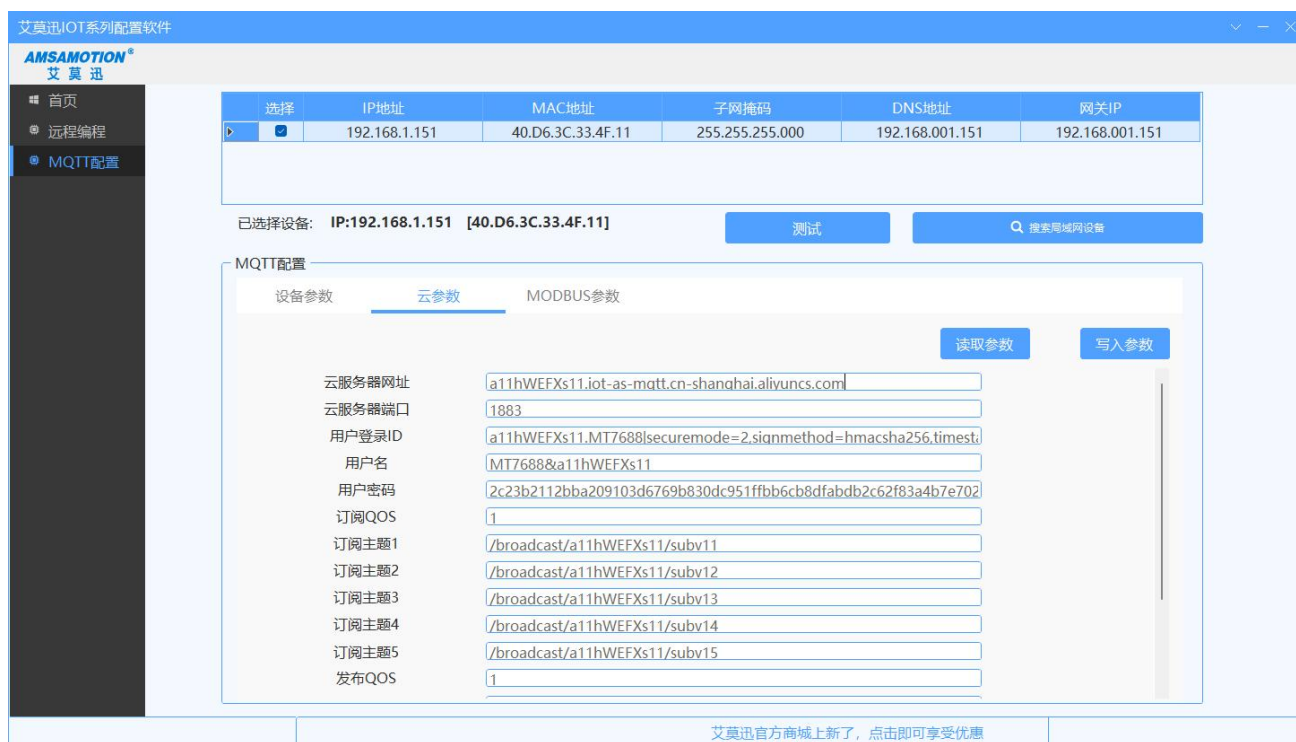 艾莫迅IOT系列配置软件
AMSAMOTION®
艾莫迅
首页
远程编程
MQTT配置
选择 IP地址 MAC地址 子网掩码 DNS地址 网关IP
192.168.1.151 40.D6.3C.33.4F.11 255.255.255.000 192.168.001.151 192.168.001.151
已选择设备: IP:192.168.1.151 [40.D6.3C.33.4F.11] 测试 搜索局域网设备
MQTT配置
设备参数 云参数 MODBUS参数
读取参数 写入参数
云服务器网址 a11hWEFXs11.iot-as-mqtt.cn-shanghai.aliyuncs.com
云服务器端口 1883
用户登录ID a11hWEFXs11.MT7688|securemode=2,signmethod=hmacsha256,timesta
用户名 MT7688&a11hWEFXs11
用户密码 2c23b2112bba209103d6769b830dc951ffbb6cb8dfabdb2c62f83a4b7e702
订阅QOS 1
订阅主题1 /broadcast/a11hWEFXs11/subv11
订阅主题2 /broadcast/a11hWEFXs11/subv12
订阅主题3 /broadcast/a11hWEFXs11/subv13
订阅主题4 /broadcast/a11hWEFXs11/subv14
订阅主题5 /broadcast/a11hWEFXs11/subv15
发布QOS 1
艾莫迅官方商城上新了，点击即可享受优惠